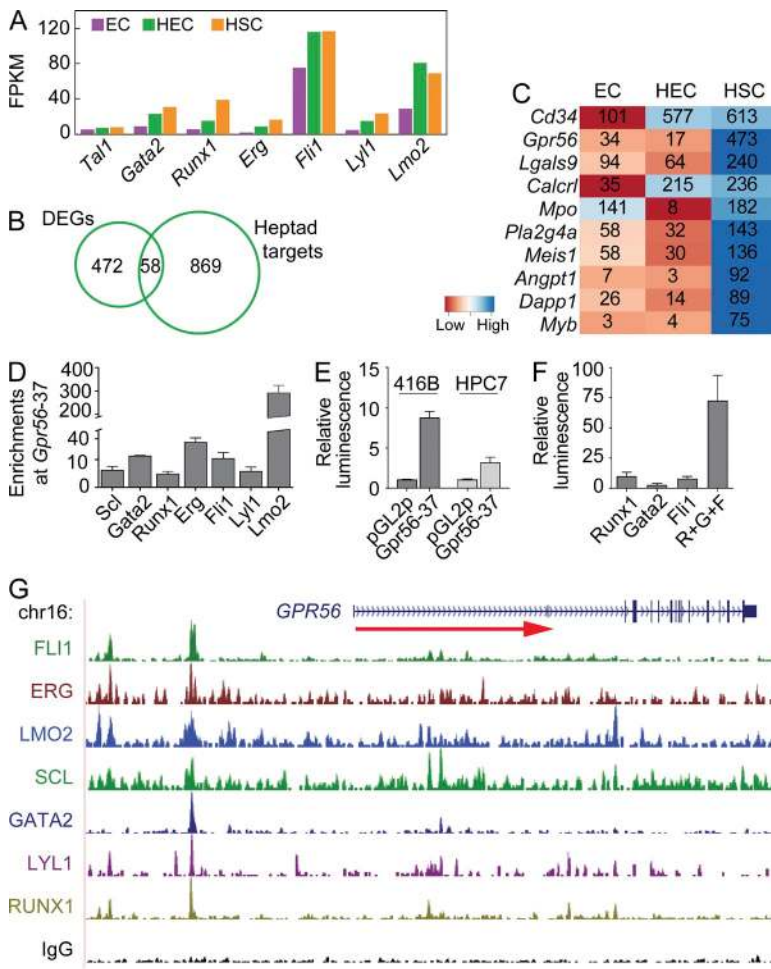 A
EC HEC HSC
FPKM
120
80
40
0
Tal1 Gata2 Runx1 Erg Fli1 Lyl1 Lmo2
B
DEGs
Heptad targets
472 58 869
C
EC HEC HSC
Cd34 101 577 613
Gpr56 34 17 473
Lgals9 94 64 240
Calcrl 35 215 236
Mpo 141 8 182
Pla2g4a 58 32 143
Meis1 58 30 136
Angpt1 7 3 92
Dapp1 26 14 89
Myb 3 4 75
Low High
D
Enrichments
at Gpr56-37
400
300
200
40
10
0
Scl Gata2 Runx1 Erg Fli1 Lyl1 Lmo2
E
Relative
luminescence
15
10
5
0
416B HPC7
pGL2p Gpr56-37 pGL2p Gpr56-37
F
Relative
luminescence
100
75
50
25
0
Runx1 Gata2 Fli1 R+G+F
G
chr16: GPR56
FLI1
ERG
LMO2
SCL
GATA2
LYL1
RUNX1
IgG